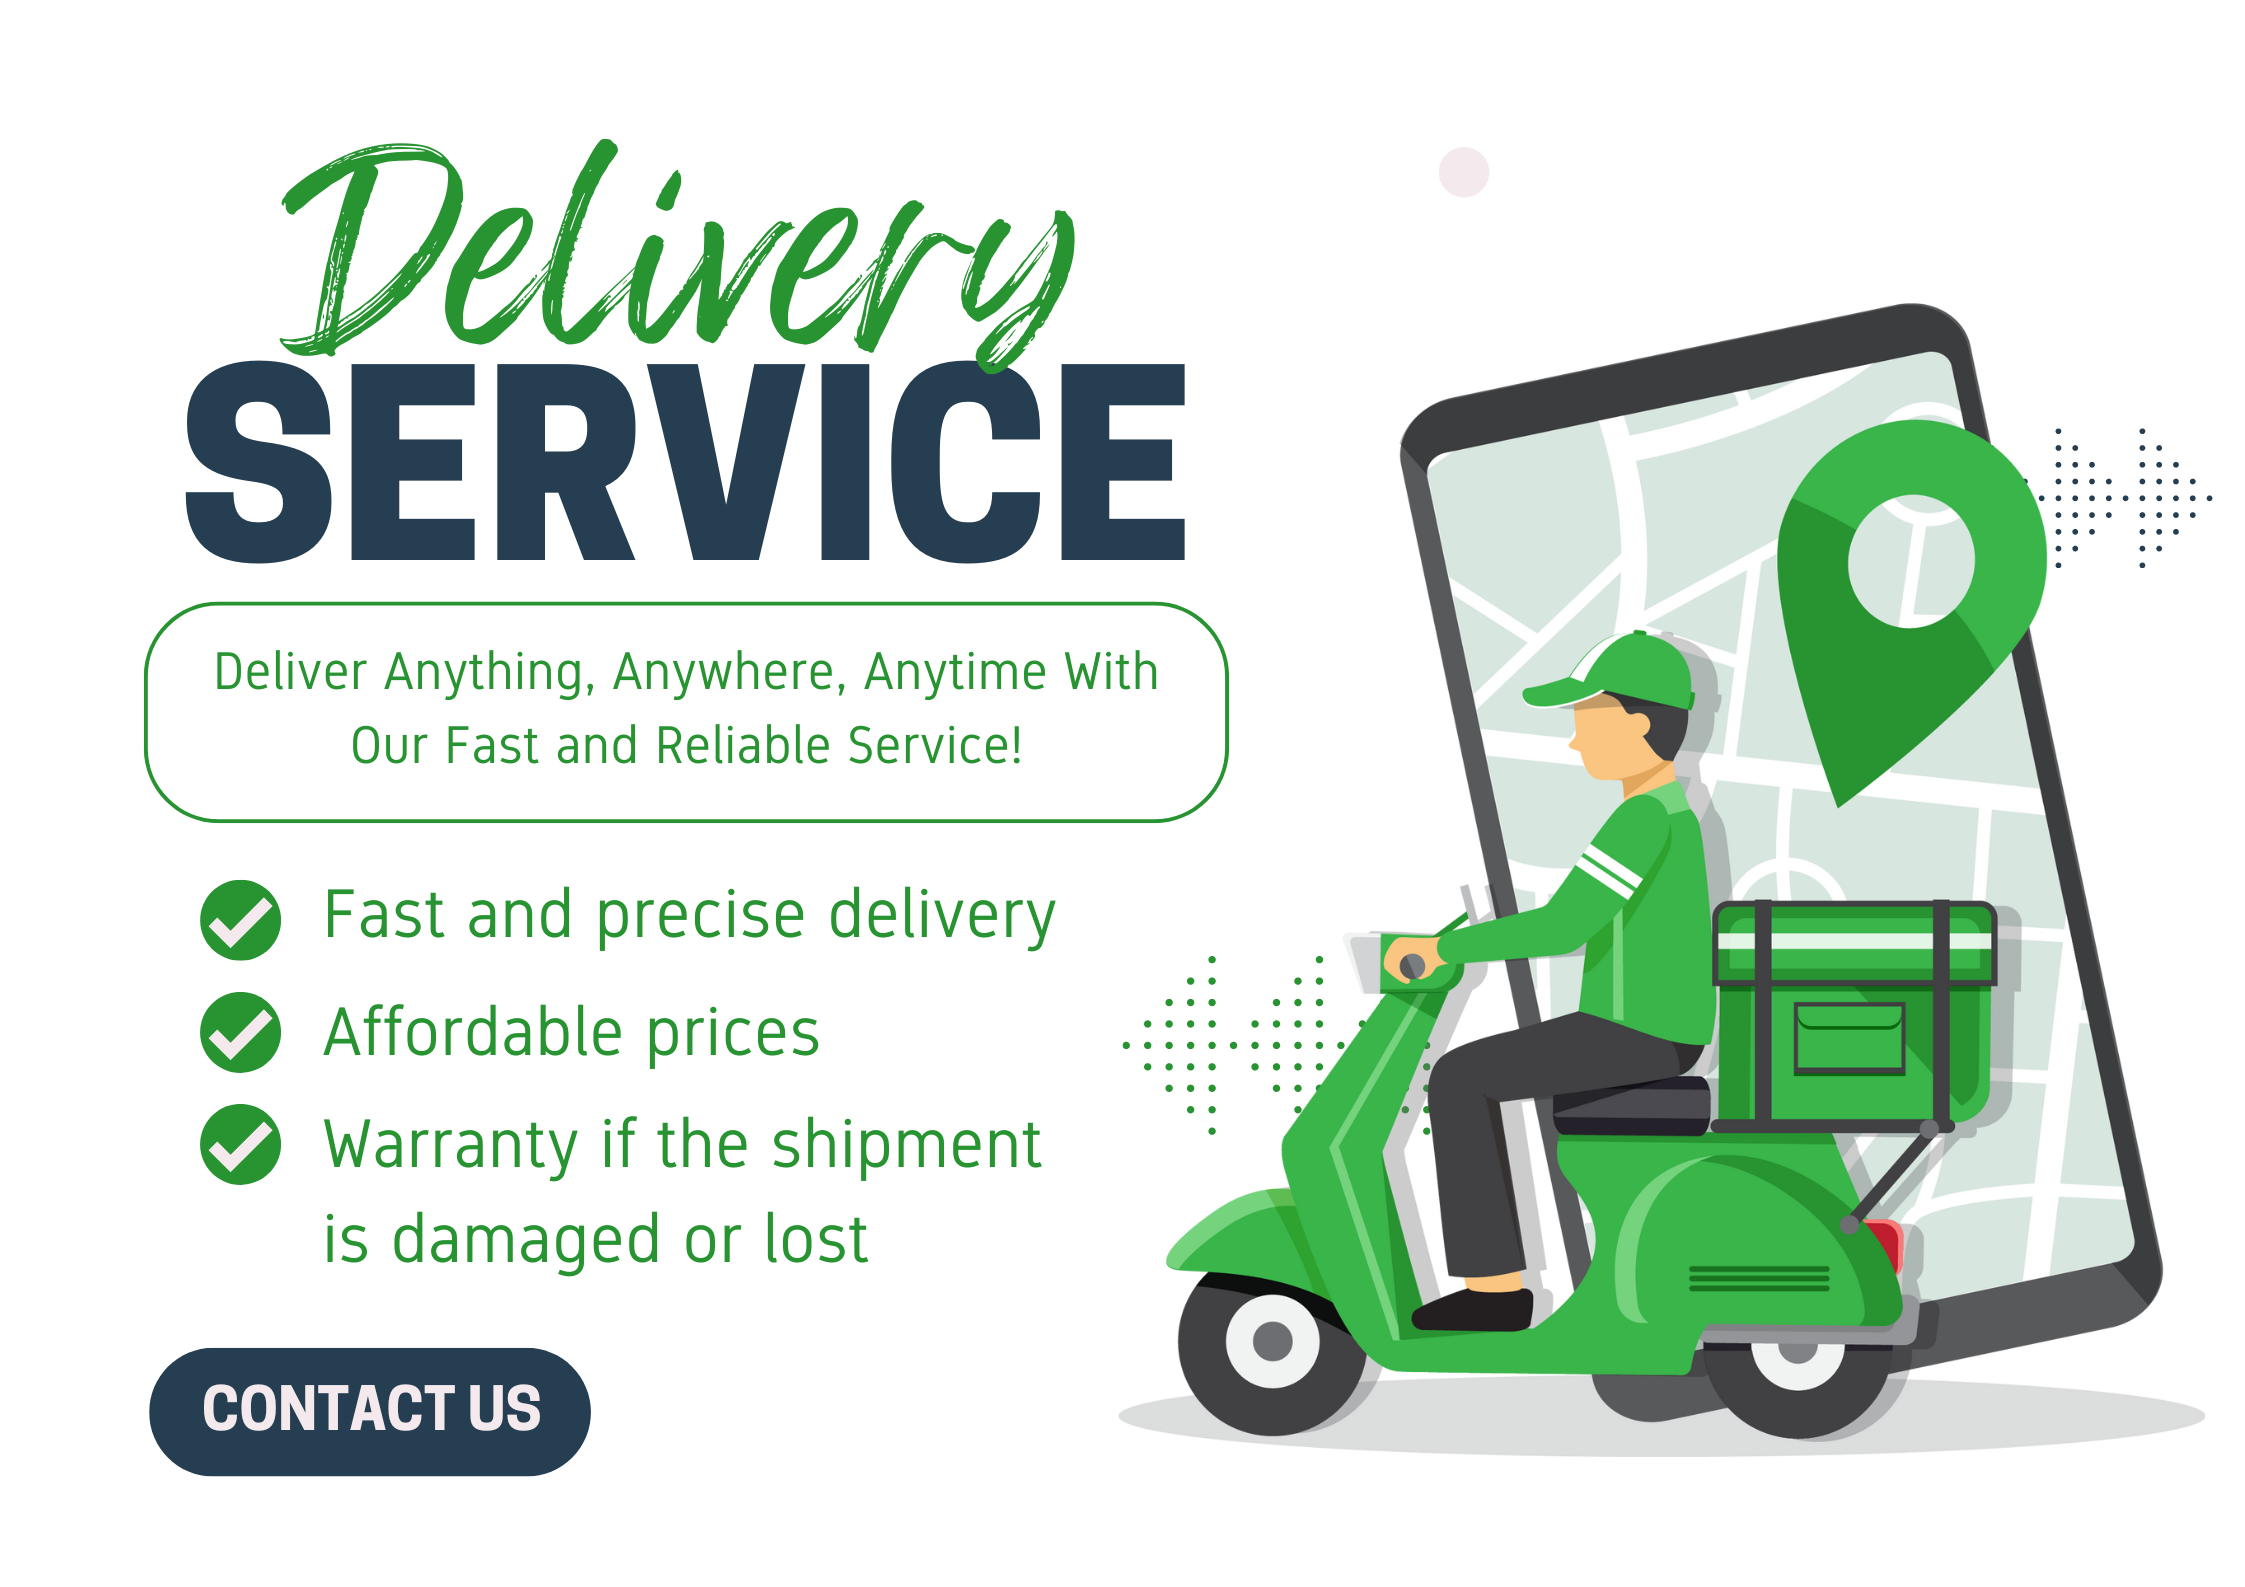 Delivery
SERVICE
Deliver Anything, Anywhere, Anytime With
Our Fast and Reliable Service!
Fast and precise delivery
Affordable prices
Warranty if the shipment
is damaged or lost
CONTACT US